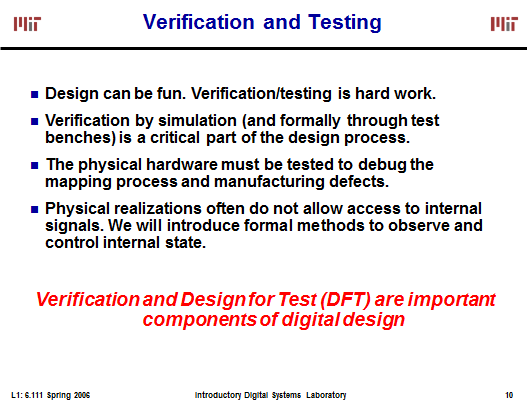 MIT Verification and Testing MIT
Design can be fun. Verification/testing is hard work.
Verification by simulation (and formally through test
benches) is a critical part of the design process.
The physical hardware must be tested to debug the
mapping process and manufacturing defects.
Physical realizations often do not allow access to internal
signals. We will introduce formal methods to observe and
control internal state.
Verification and Design for Test (DFT) are important
components of digital design
L1: 6.111 Spring 2006 Introductory Digital Systems Laboratory 10